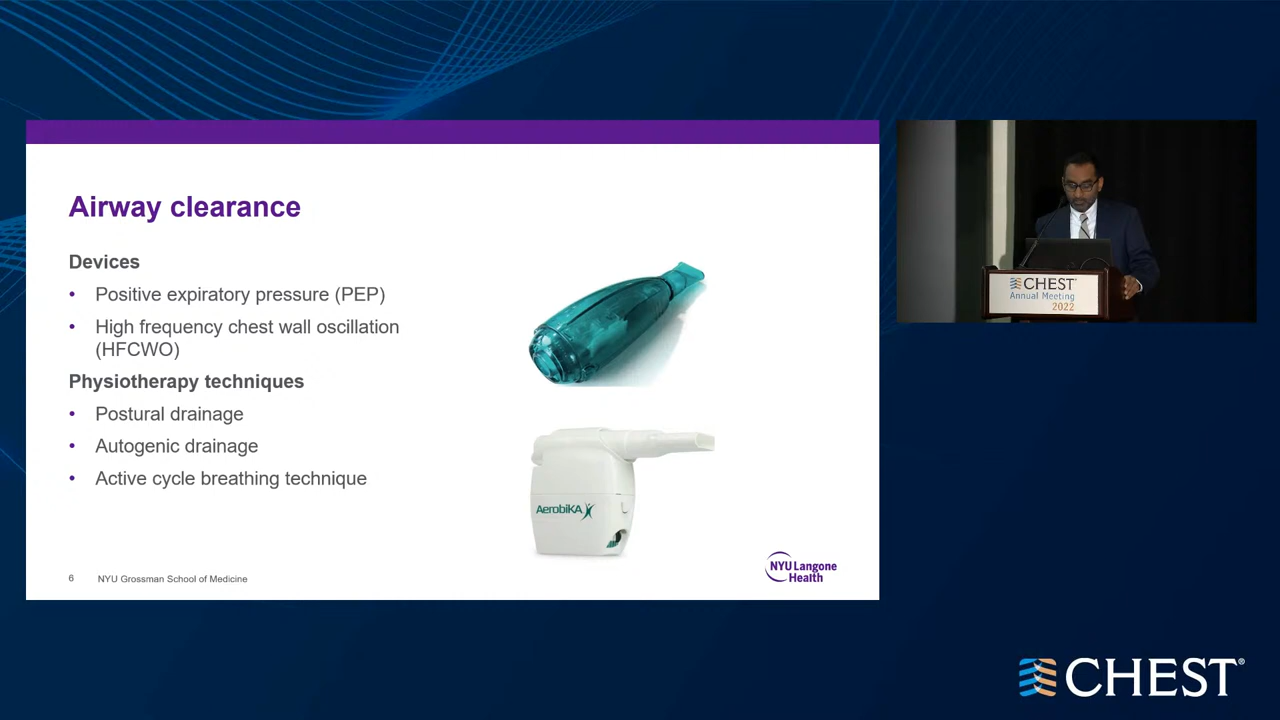 Airway clearance
Devices
• Positive expiratory pressure (PEP)
• High frequency chest wall oscillation
(HFCWO)
Physiotherapy techniques
• Postural drainage
• Autogenic drainage
• Active cycle breathing technique
AerobiKA
6 NYU Grossman School of Medicine
NYU Langone
Health
CHEST
Annual Meeting
2022
CHEST®